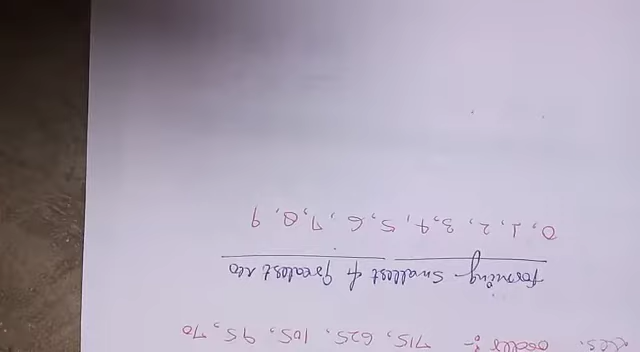 des. order :- 715, 625, 105, 95, 70
forming smallest & greatest no
0, 1, 2, 3, 4, 5, 6, 7, 8, 9